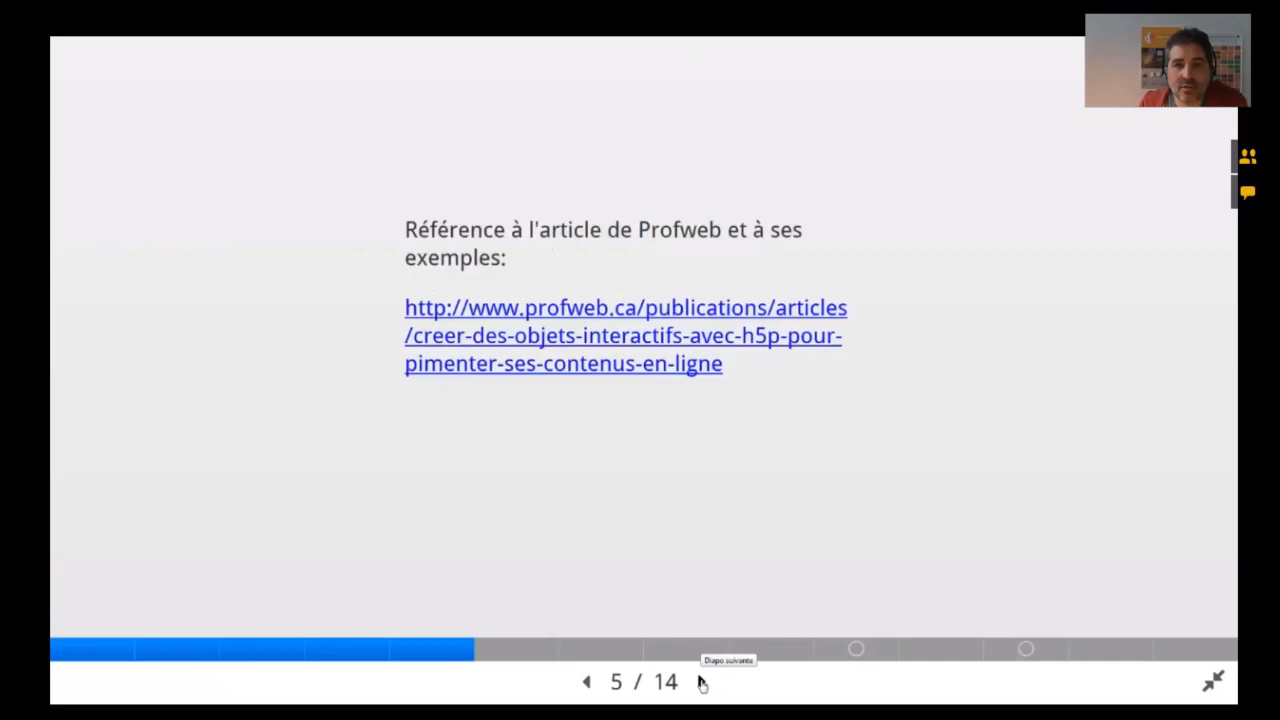 Référence à l'article de Profweb et à ses
exemples:
http://www.profweb.ca/publications/articles
/creer-des-objets-interactifs-avec-h5p-pour-
pimenter-ses-contenus-en-ligne
Diapo suivante
5 / 14